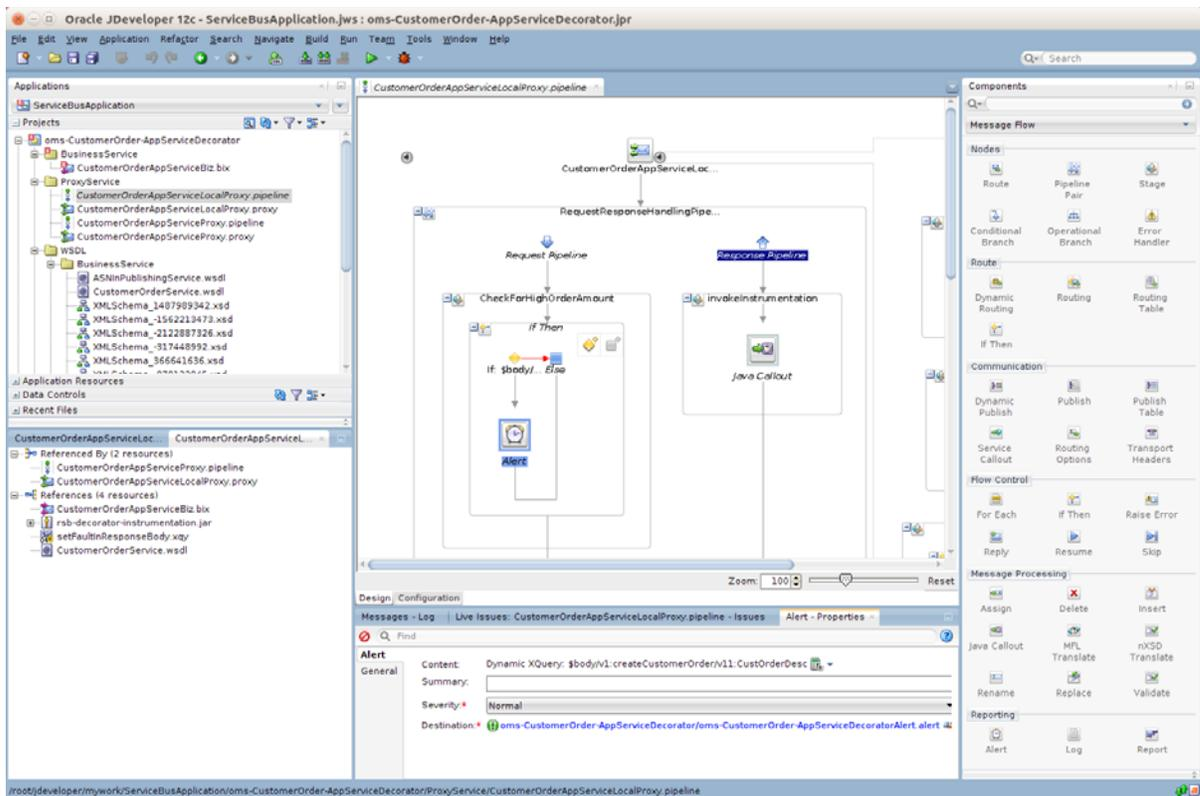 Oracle JDeveloper 12c - ServiceBusApplication.jws : oms-CustomerOrder-AppServiceDecorator.jpr
File Edit View Application Refactor Search Navigate Build Run Team Tools Window Help
Search
Applications
ServiceBusApplication
Projects
oms-CustomerOrder-AppServiceDecorator
BusinessService
CustomerOrderAppServiceBiz.bix
ProxyService
CustomerOrderAppServiceLocalProxy.pipeline
CustomerOrderAppServiceLocalProxy.proxy
CustomerOrderAppServiceProxy.pipeline
CustomerOrderAppServiceProxy.proxy
WSDL
BusinessService
ASNInPublishingService.wsdl
CustomerOrderService.wsdl
XMLSchema_1487989342.xsd
XMLSchema_-1562213473.xsd
XMLSchema_-2122887326.xsd
XMLSchema_-317448992.xsd
XMLSchema_366641636.xsd
Application Resources
Data Controls
Recent Files
CustomerOrderAppServiceLoc... CustomerOrderAppServiceL...
Referenced By (2 resources)
CustomerOrderAppServiceProxy.pipeline
CustomerOrderAppServiceLocalProxy.proxy
References (4 resources)
CustomerOrderAppServiceBiz.bix
rsb-decorator-instrumentation.jar
setFaultInResponseBody.xqy
CustomerOrderService.wsdl
CustomerOrderAppServiceLocalProxy.pipeline
CustomerOrderAppServiceLoc...
RequestResponseHandlingPipe...
Request Pipeline
Response Pipeline
CheckForHighOrderAmount
invokeInstrumentation
If Then
If: $body/... Else
Java Callout
Alert
Zoom: 100 Reset
Design Configuration
Messages - Log Live Issues: CustomerOrderAppServiceLocalProxy.pipeline - Issues Alert - Properties
Find
Alert
General
Content: Dynamic XQuery: $body/v1:createCustomerOrder/v11:CustOrderDesc
Summary:
Severity:* Normal
Destination:* oms-CustomerOrder-AppServiceDecorator/oms-CustomerOrder-AppServiceDecoratorAlert.alert
Components
Message Flow
Nodes
Route Pipeline Pair Stage
Conditional Branch Operational Branch Error Handler
Route
Dynamic Routing Routing Routing Table
If Then
Communication
Dynamic Publish Publish Publish Table
Service Callout Routing Options Transport Headers
Flow Control
For Each If Then Raise Error
Reply Resume Skip
Message Processing
Assign Delete Insert
Java Callout MFL Translate nXSD Translate
Rename Replace Validate
Reporting
Alert Log Report
/root/jdeveloper/mywork/ServiceBusApplication/oms-CustomerOrder-AppServiceDecorator/ProxyService/CustomerOrderAppServiceLocalProxy.pipeline